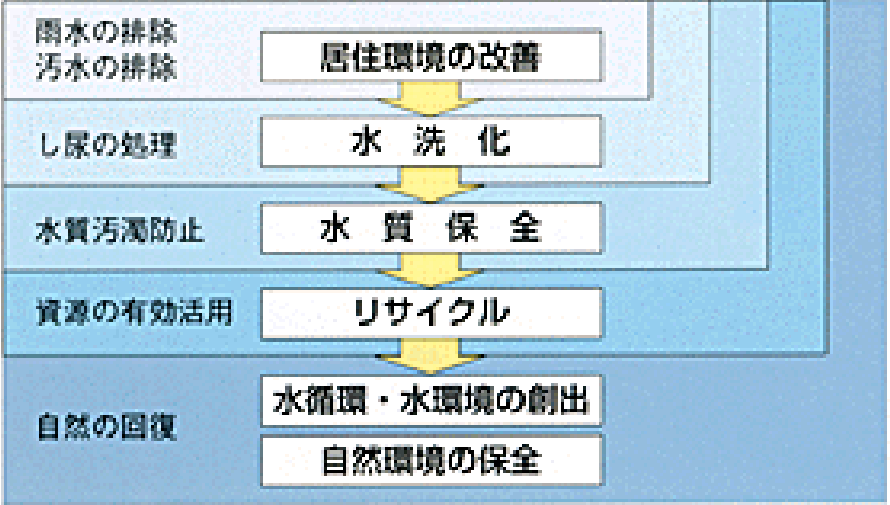 雨水の排除
汚水の排除
居住環境の改善
し尿の処理
水洗化
水質汚濁防止
水質保全
資源の有効活用
リサイクル
自然の回復
水循環・水環境の創出
自然環境の保全